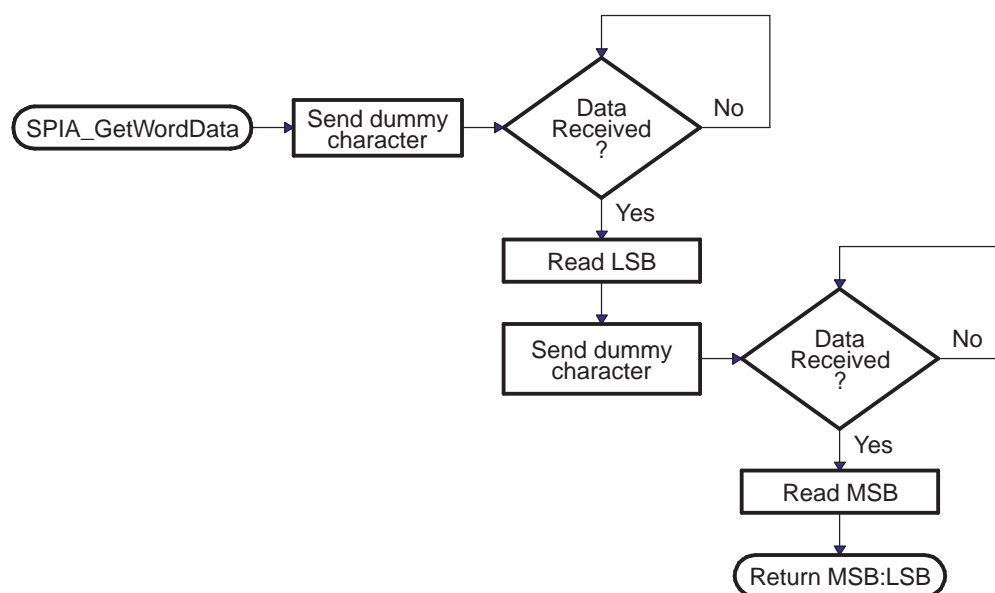 SPIA_GetWordData
Send dummy
character
Data
Received
?
No
Yes
Read LSB
Send dummy
character
Data
Received
?
No
Yes
Read MSB
Return MSB:LSB